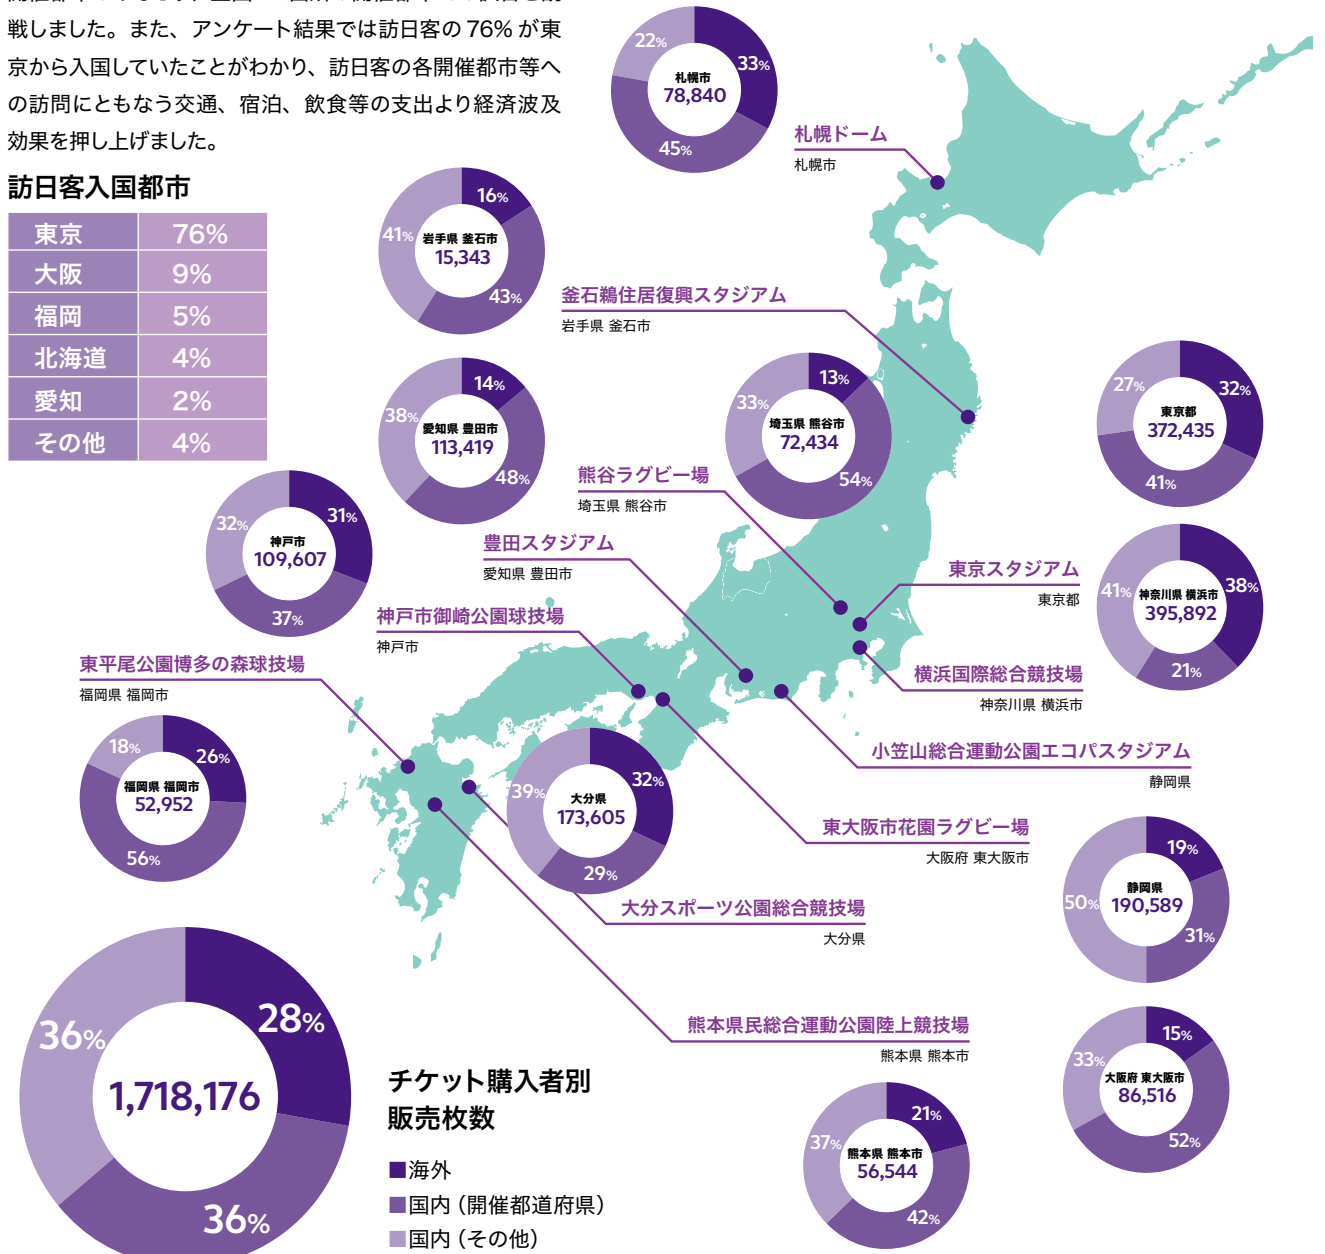 戦しました。また、アンケート結果では訪日客の 76% が東
京から入国していたことがわかり、訪日客の各開催都市等へ
の訪問にともなう交通、宿泊、飲食等の支出より経済波及
効果を押し上げました。
訪日客入国都市
東京 76%
大阪 9%
福岡 5%
北海道 4%
愛知 2%
その他 4%
22%
33%
札幌市
78,840
45%
札幌ドーム
札幌市
16%
41%
岩手県 釜石市
15,343
43%
釜石鵜住居復興スタジアム
岩手県 釜石市
14%
38%
愛知県 豊田市
113,419
48%
13%
33%
埼玉県 熊谷市
72,434
54%
27%
32%
東京都
372,435
41%
熊谷ラグビー場
埼玉県 熊谷市
31%
32%
神戸市
109,607
37%
豊田スタジアム
愛知県 豊田市
東京スタジアム
東京都
41%
38%
神奈川県 横浜市
395,892
21%
神戸市御崎公園球技場
神戸市
東平尾公園博多の森球技場
福岡県 福岡市
横浜国際総合競技場
神奈川県 横浜市
18%
26%
福岡県 福岡市
52,952
56%
32%
39%
大分県
173,605
29%
小笠山総合運動公園エコパスタジアム
静岡県
東大阪市花園ラグビー場
大阪府 東大阪市
19%
50%
静岡県
190,589
31%
大分スポーツ公園総合競技場
大分県
28%
36%
1,718,176
36%
熊本県民総合運動公園陸上競技場
熊本県 熊本市
15%
33%
大阪府 東大阪市
86,516
52%
21%
37%
熊本県 熊本市
56,544
42%
チケット購入者別
販売枚数
海外
国内（開催都道府県）
国内（その他）